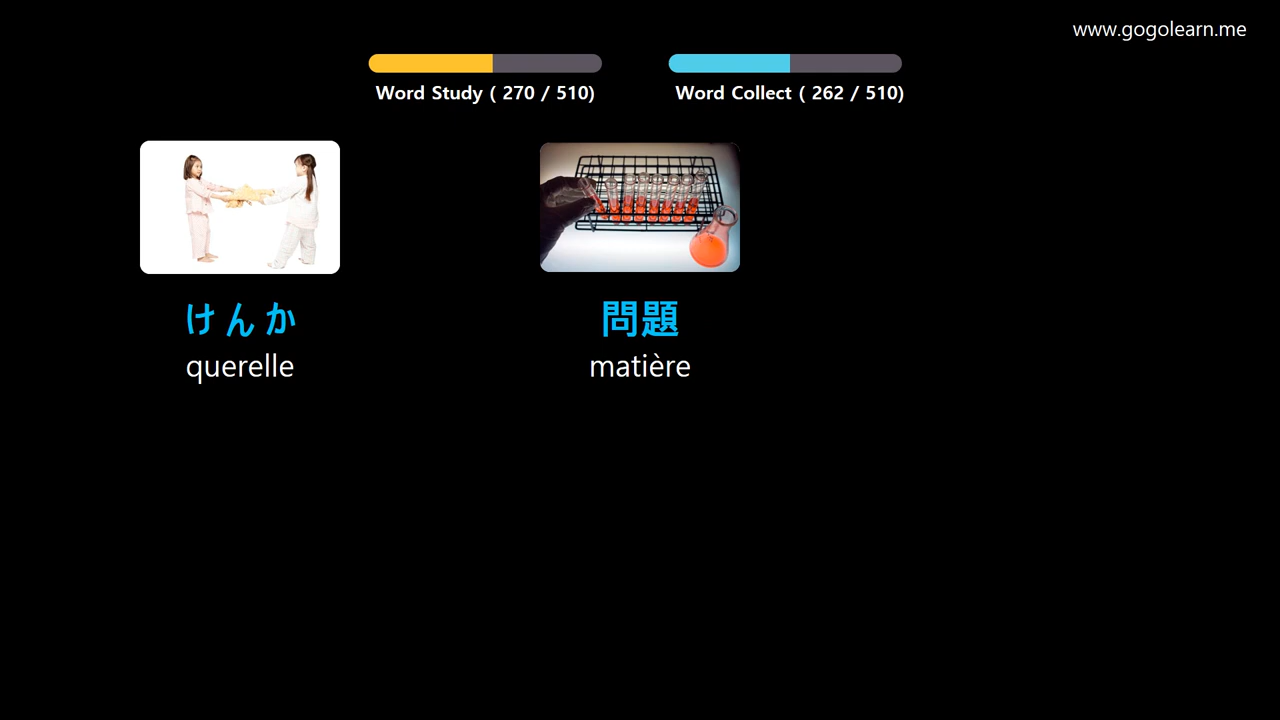 www.gogolearn.me
Word Study ( 270 / 510)
Word Collect ( 262 / 510)
けんか
querelle
問題
matière